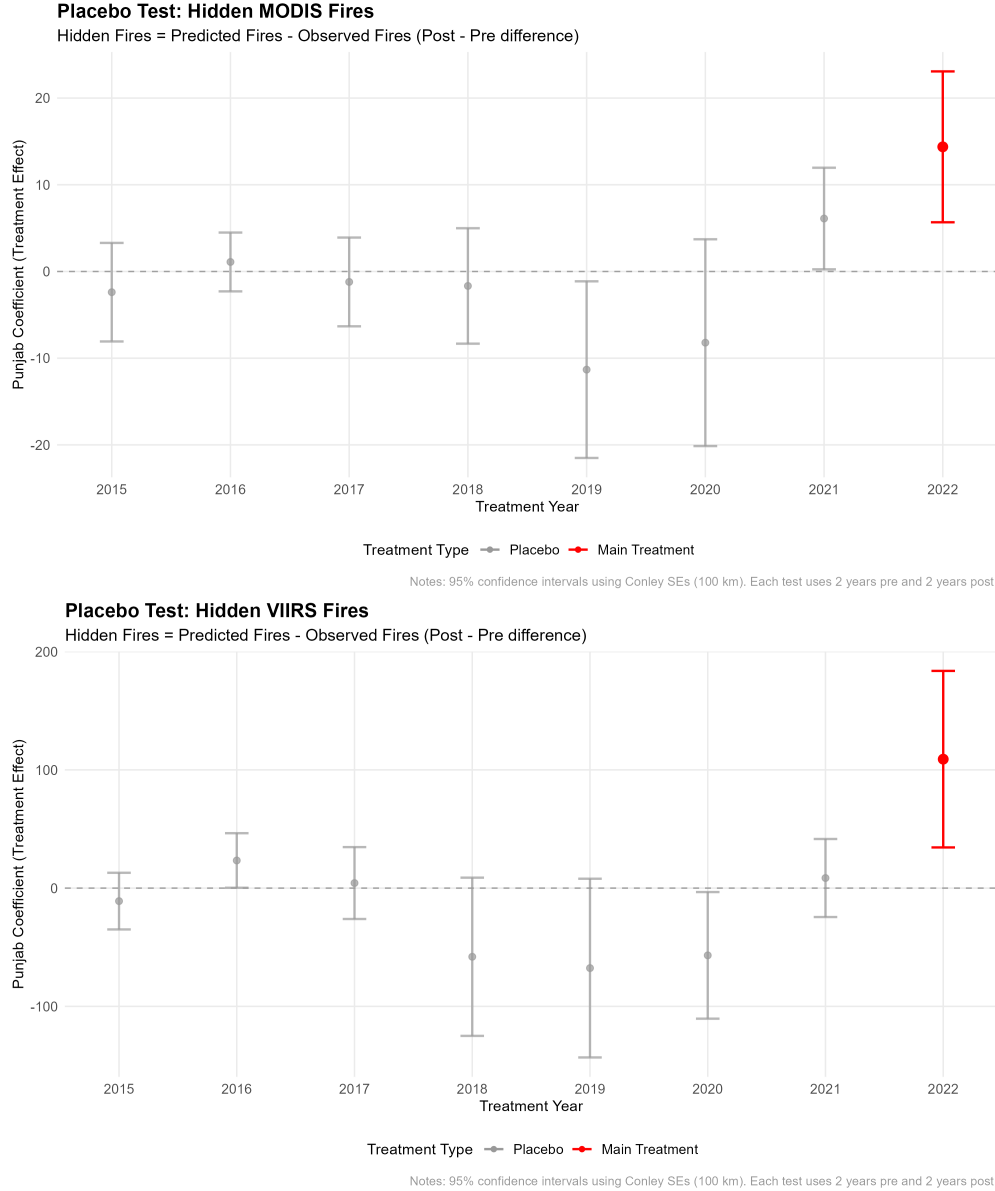 Placebo Test: Hidden MODIS Fires
Hidden Fires = Predicted Fires - Observed Fires (Post - Pre difference)
Punjab Coefficient (Treatment Effect)
20
10
0
-10
-20
2015 2016 2017 2018 2019 2020 2021 2022
Treatment Year
Treatment Type Placebo Main Treatment
Notes: 95% confidence intervals using Conley SEs (100 km). Each test uses 2 years pre and 2 years post
Placebo Test: Hidden VIIRS Fires
Hidden Fires = Predicted Fires - Observed Fires (Post - Pre difference)
Punjab Coefficient (Treatment Effect)
200
100
0
-100
2015 2016 2017 2018 2019 2020 2021 2022
Treatment Year
Treatment Type Placebo Main Treatment
Notes: 95% confidence intervals using Conley SEs (100 km). Each test uses 2 years pre and 2 years post